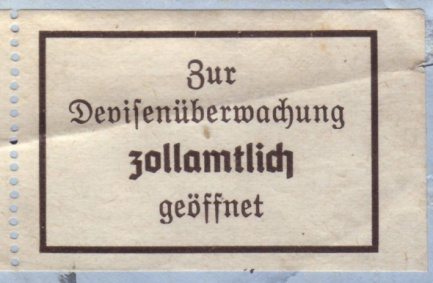 Zur
Deviſenüberwachung
zollamtlich
geöffnet